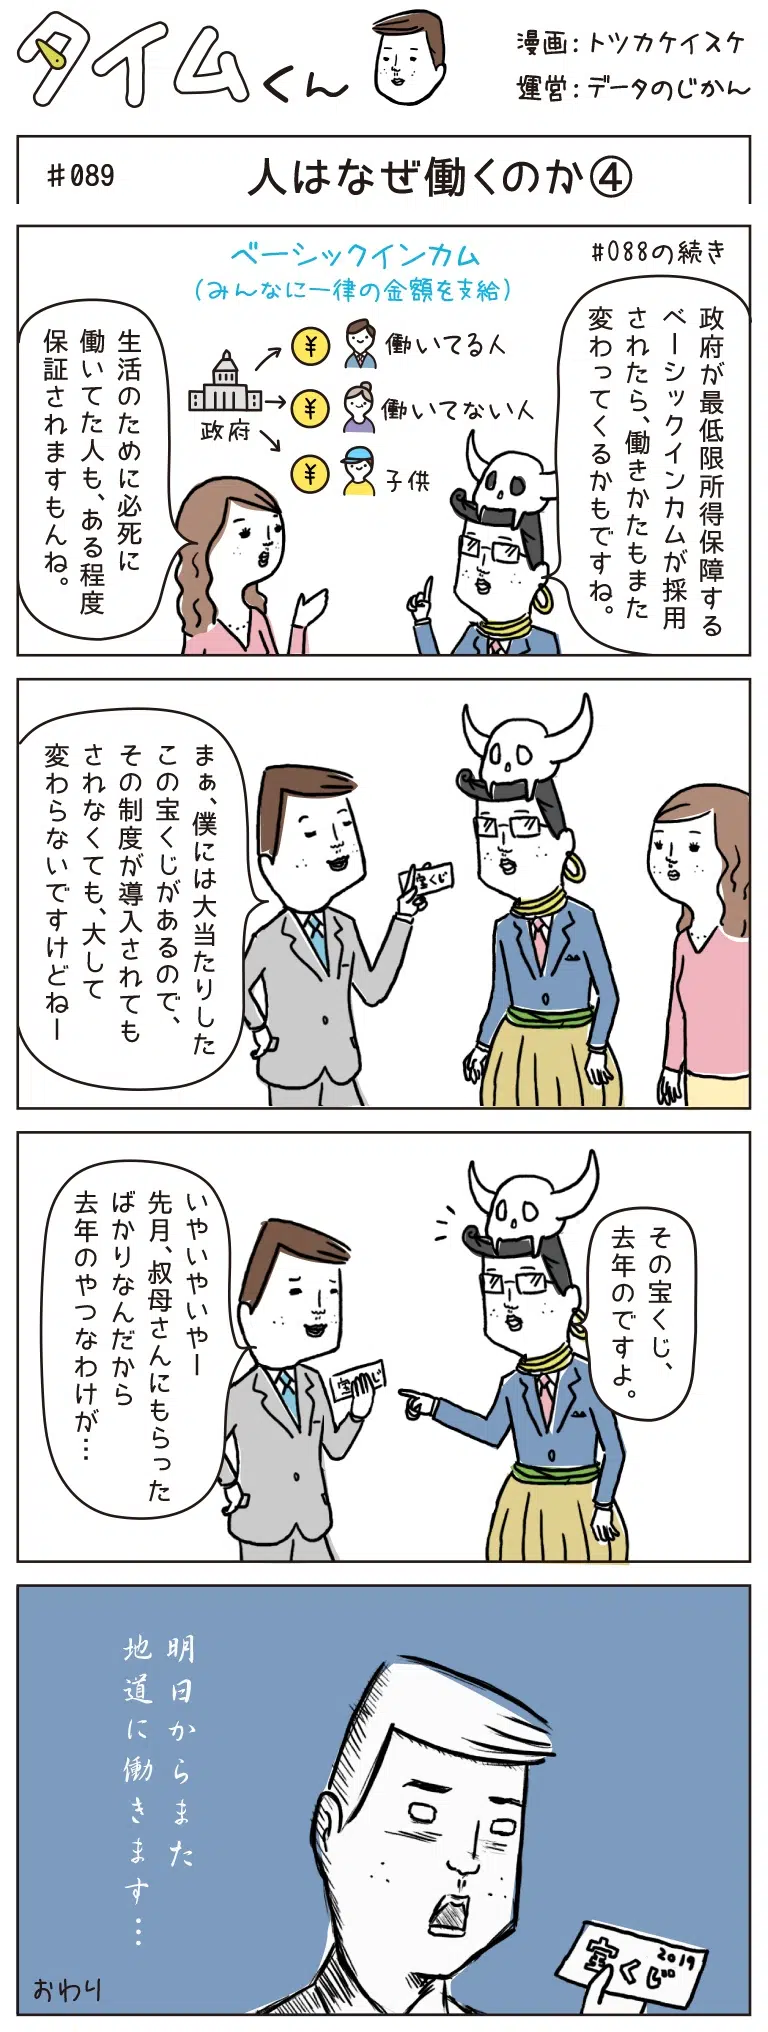 タイムくん
漫画:トツカケイスケ
運営:データのじかん
#089
人はなぜ働くのか④
#088の続き
ベーシックインカム
(みんなに一律の金額を支給)
政府
¥
働いてる人
¥
働いてない人
¥
子供
政府が最低限所得保障する
ベーシックインカムが採用
されたら、働きかたもまた
変わってくるかもですね。
生活のために必死に
働いてた人も、ある程度
保証されますもんね。
まぁ、僕には大当たりした
この宝くじがあるので、
その制度が導入されても
されなくても、大して
変わらないですけどねー
宝くじ
その宝くじ、
去年のですよ。
いやいやいやー
先月、叔母さんにもらった
ばかりなんだから
去年のやつなわけが…
宝くじ
明日からまた
地道に働きます…
2019
宝くじ
おわり